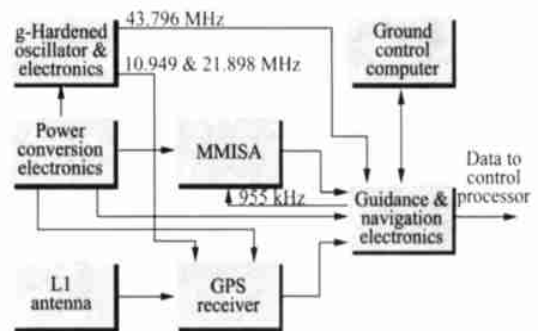 43.796 MHz
g-Hardened
oscillator &
electronics
Ground
control
computer
10.949 & 21.898 MHz
Power
conversion
electronics
MMISA
Data to
control
processor
955 kHz
Guidance &
navigation
electronics
L1
antenna
GPS
receiver